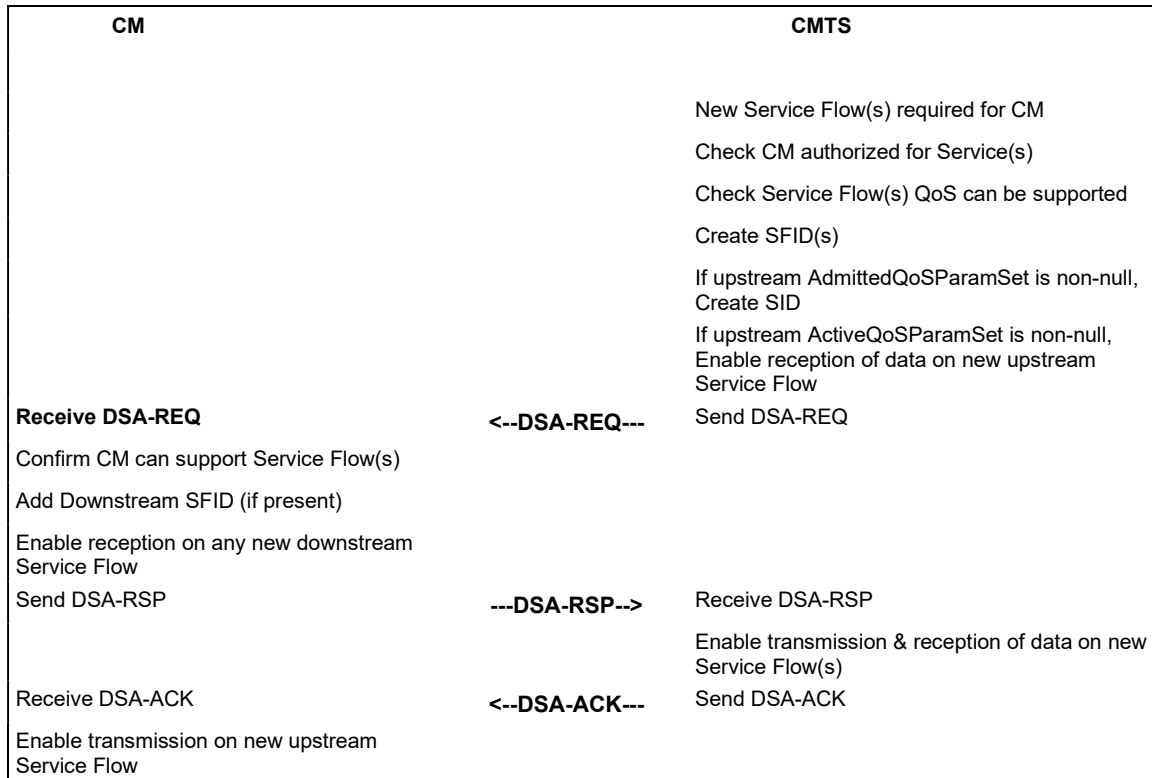 CM CMTS
New Service Flow(s) required for CM
Check CM authorized for Service(s)
Check Service Flow(s) QoS can be supported
Create SFID(s)
If upstream AdmittedQoSParamSet is non-null,
Create SID
If upstream ActiveQoSParamSet is non-null,
Enable reception of data on new upstream
Service Flow
Receive DSA-REQ <--DSA-REQ--- Send DSA-REQ
Confirm CM can support Service Flow(s)
Add Downstream SFID (if present)
Enable reception on any new downstream
Service Flow
Send DSA-RSP ---DSA-RSP--> Receive DSA-RSP
Enable transmission & reception of data on new
Service Flow(s)
Receive DSA-ACK <--DSA-ACK--- Send DSA-ACK
Enable transmission on new upstream
Service Flow